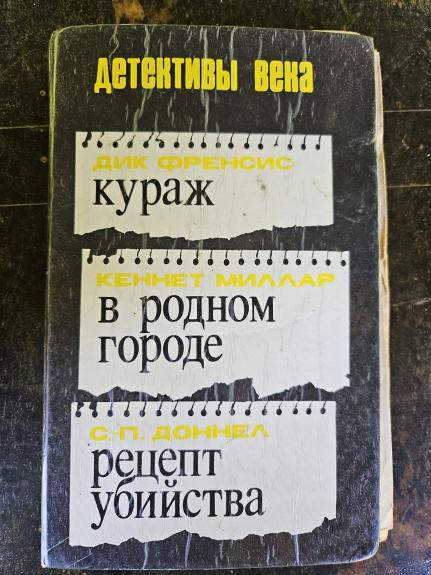 детективы века
ДИК ФРЕНСИС
кураж
КЕННЕТ МИЛЛАР
в родном
городе
С.-П. ДОННЕЛ
рецепт
убийства